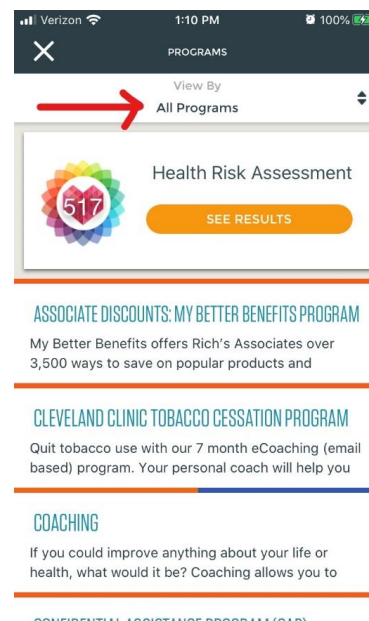 Verizon 1:10 PM 100%
PROGRAMS
View By
All Programs
Health Risk Assessment
517
SEE RESULTS
ASSOCIATE DISCOUNTS: MY BETTER BENEFITS PROGRAM
My Better Benefits offers Rich's Associates over
3,500 ways to save on popular products and
CLEVELAND CLINIC TOBACCO CESSATION PROGRAM
Quit tobacco use with our 7 month eCoaching (email
based) program. Your personal coach will help you
COACHING
If you could improve anything about your life or
health, what would it be? Coaching allows you to
CONFIDENTIAL ASSISTANCE PROGRAM (CAP)